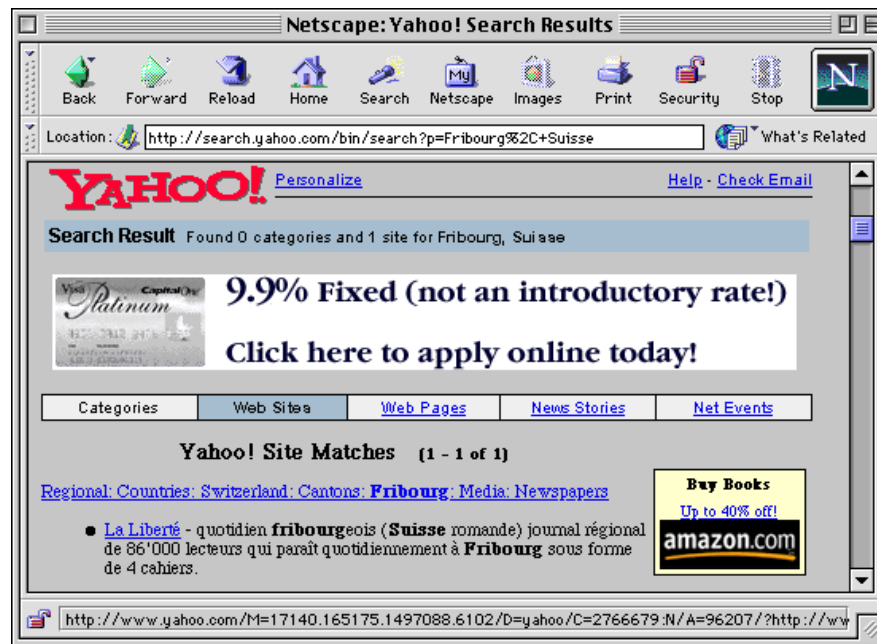 Netscape: Yahoo! Search Results
Back Forward Reload Home Search Netscape Images Print Security Stop
My
N
Location: http://search.yahoo.com/bin/search?p=Fribourg%2C+Suisse What's Related
YAHOO! Personalize Help - Check Email
Search Result Found 0 categories and 1 site for Fribourg, Suisse
Visa Platinum Capital One
9.9% Fixed (not an introductory rate!)
Click here to apply online today!
Categories Web Sites Web Pages News Stories Net Events
Yahoo! Site Matches (1 - 1 of 1)
Regional: Countries: Switzerland: Cantons: Fribourg: Media: Newspapers
La Liberté - quotidien fribourgeois (Suisse romande) journal régional
de 86'000 lecteurs qui paraît quotidiennement à Fribourg sous forme
de 4 cahiers.
Buy Books
Up to 40% off!
amazon.com
http://www.yahoo.com/M=17140.165175.1497088.6102/D=yahoo/C=2766679:N/A=96207/?http://ww